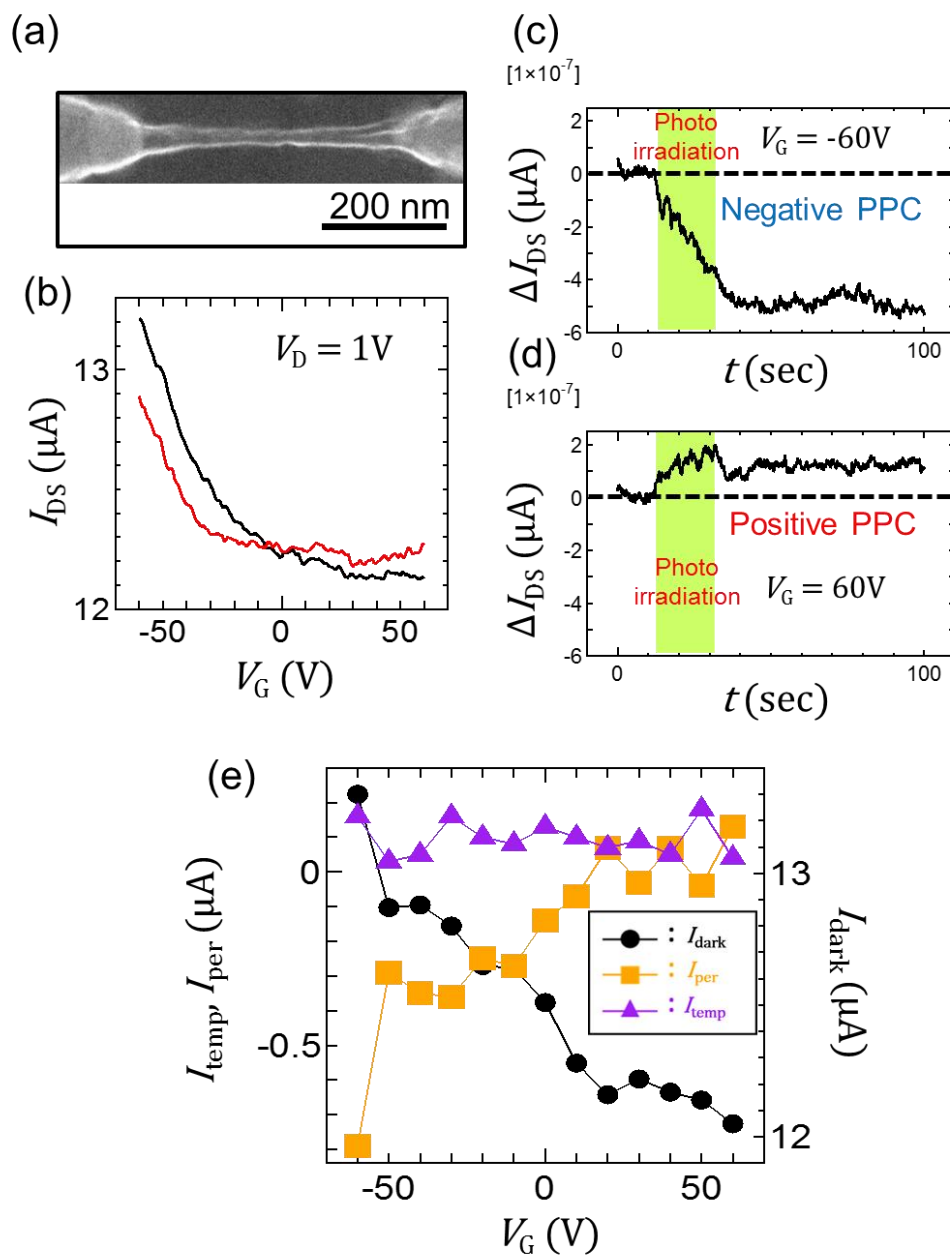 (a)
200 nm
(b)
V_D = 1V
13
12
I_DS (µA)
-50
0
50
V_G (V)
(c)
[1×10⁻⁷]
2
0
-2
-4
-6
ΔI_DS (µA)
Photo
irradiation
V_G = -60V
Negative PPC
0
100
t (sec)
(d)
[1×10⁻⁷]
2
0
-2
-4
-6
ΔI_DS (µA)
Positive PPC
Photo
irradiation
V_G = 60V
0
100
t (sec)
(e)
0
-0.5
I_temp, I_per (µA)
: I_dark
: I_per
: I_temp
13
12
I_dark (µA)
-50
0
50
V_G (V)